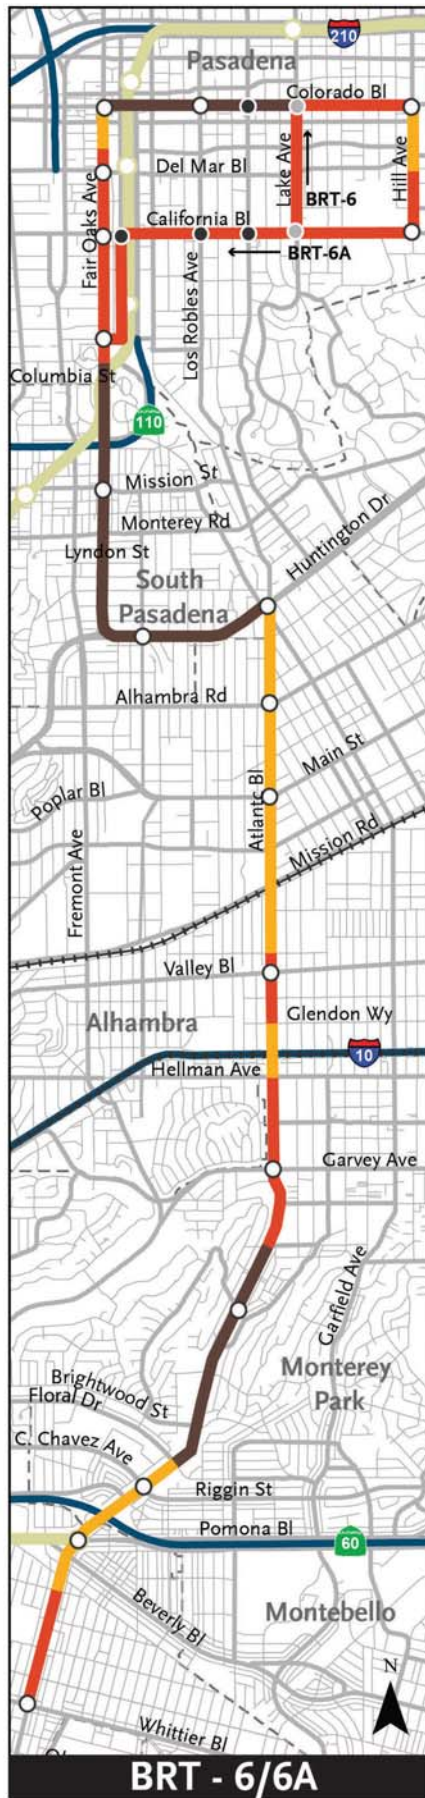 210
Pasadena
Colorado Bl
Lake Ave
Hill Ave
Del Mar Bl
Fair Oaks Ave
BRT-6
California Bl
BRT-6A
Los Robles Ave
Columbia St
110
Mission St
Monterey Rd
Huntington Dr
Lyndon St
South
Pasadena
Alhambra Rd
Main St
Poplar Bl
Atlantc Bl
Mission Rd
Fremont Ave
Valley Bl
Glendon Wy
Alhambra
10
Hellman Ave
Garvey Ave
Garfield Ave
Monterey
Park
Brightwood St
Floral Dr
C. Chavez Ave
Riggin St
Pomona Bl
60
Beverly Bl
Montebello
N
Whittier Bl
BRT - 6/6A